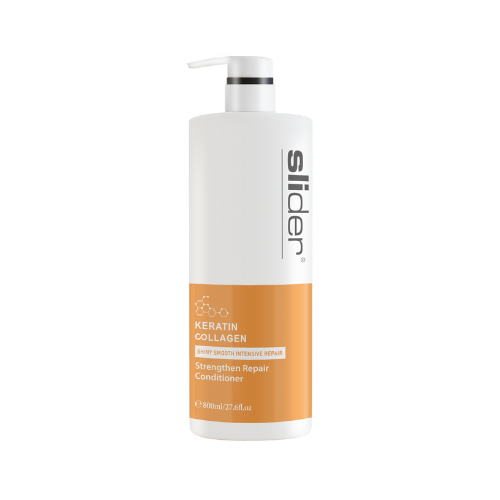 slider®
KERATIN
COLLAGEN
SHINY SMOOTH INTENSIVE REPAIR
Strengthen Repair
Conditioner
℮800ml/27.6fl.oz